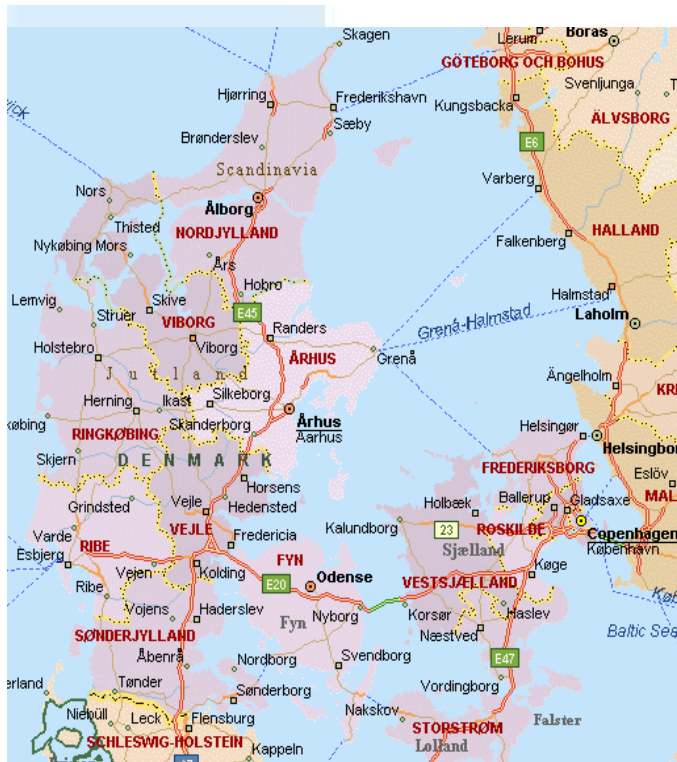 Skagen
Lerum
Borås
GÖTEBORG OCH BOHUS
Svenljunga
Hjørring
Frederikshavn
Kungsbacka
Sæby
ÄLVSBORG
Brønderslev
E6
Scandinavia
Varberg
Nors
Ålborg
Thisted
NORDJYLLAND
HALLAND
Falkenberg
Nykøbing Mors
Års
Hobro
Halmstad
Lemvig
Skive
Struer
E45
Laholm
VIBORG
Randers
Grenå-Halmstad
Viborg
Holstebro
ÅRHUS
Grenå
Jutland
Ängelholm
Silkeborg
Herning
Ikast
Århus
Skanderborg
Aarhus
Helsingør
RINGKØBING
Helsingbor
Skjern
DENMARK
FREDERIKSBORG
Eslöv
Horsens
Grindsted
Ballerup
Gladsaxe
MAL
Vejle
Hedensted
Holbæk
Kalundborg
Varde
VEJLE
23
ROSKILDE
Copenhagen
Esbjerg
RIBE
Fredericia
Sjælland
København
FYN
Vejen
Kolding
Odense
Køge
E20
VESTSJÆLLAND
Ribe
Vojens
Haderslev
Nyborg
Korsør
Haslev
Fyn
Næstved
Baltic Sea
SØNDERJYLLAND
Åbenrå
Nordborg
Svendborg
E47
Vordingborg
Tønder
Sønderborg
Nakskov
Niebüll
Leck
Flensburg
STORSTRØM
Falster
SCHLESWIG-HOLSTEIN
Lolland
Kappeln